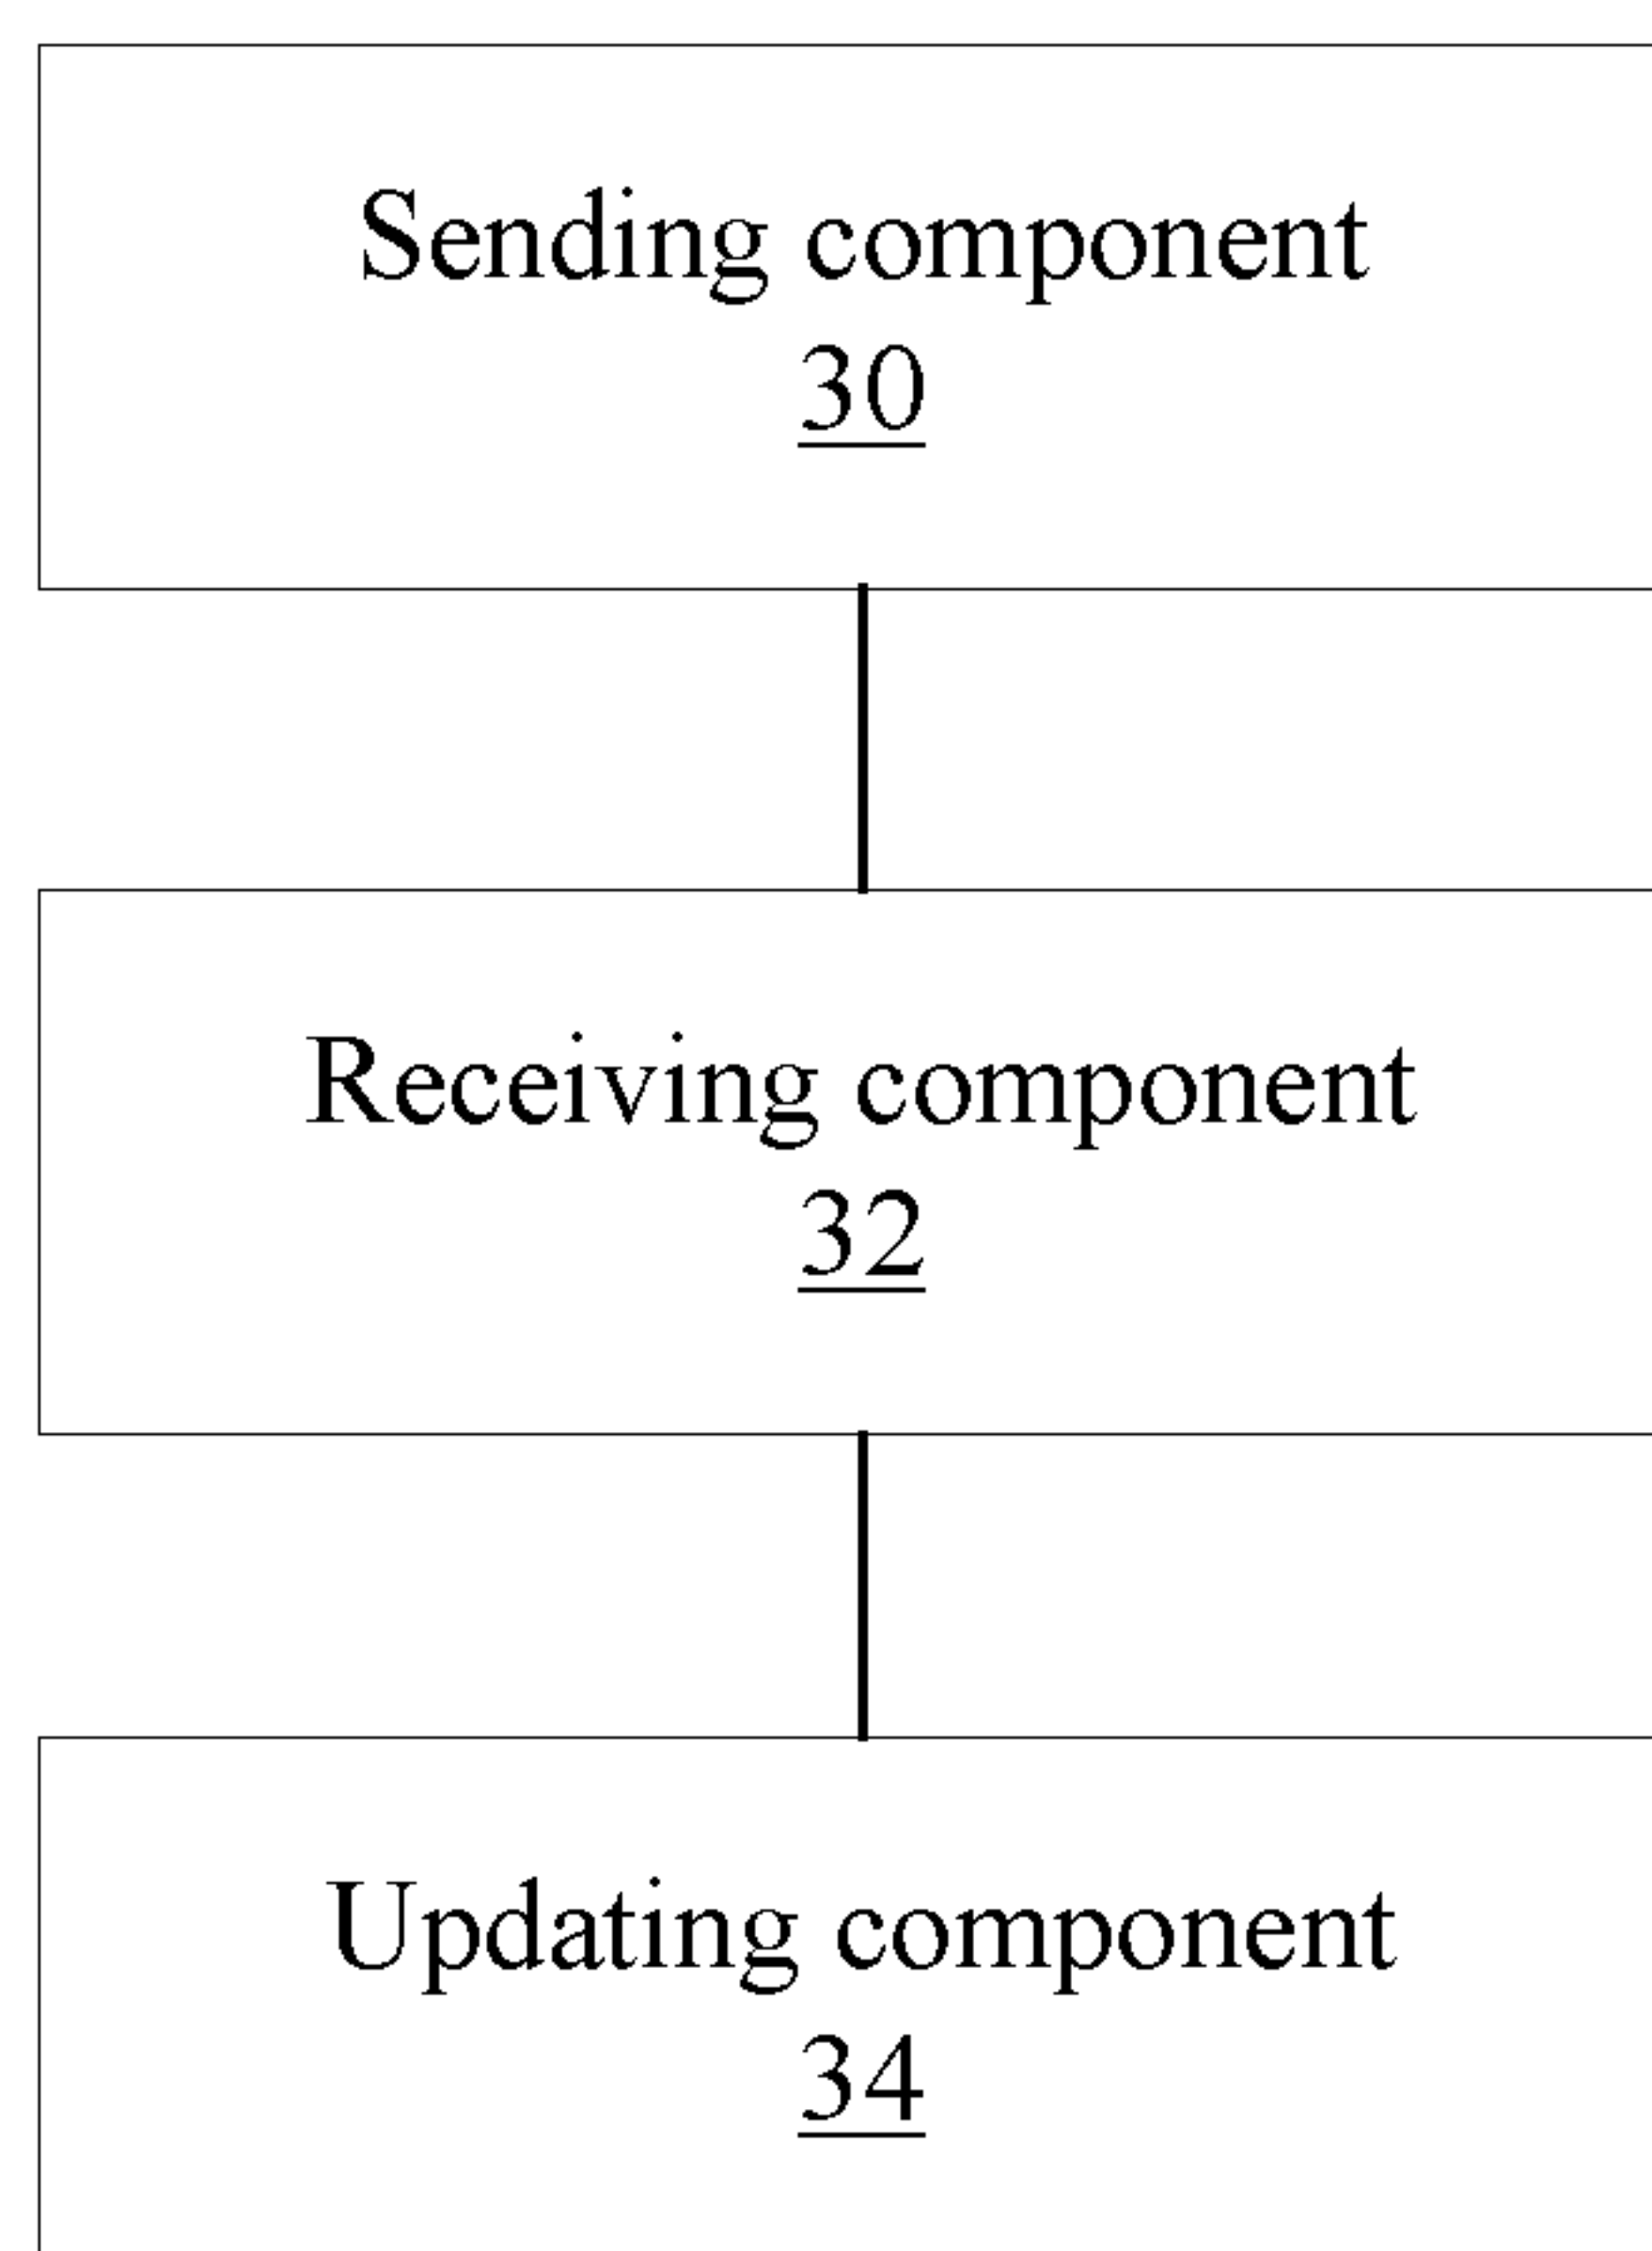 Sending component
30
Receiving component
32
Updating component
34